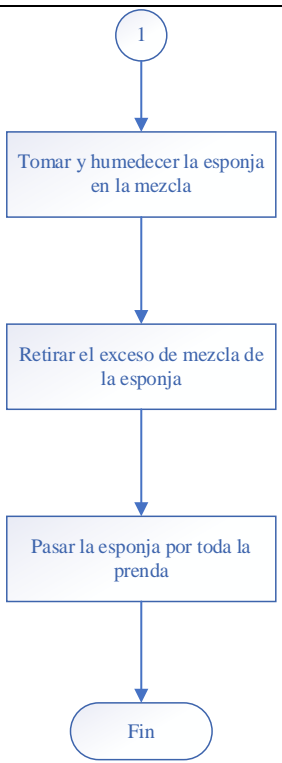 1
Tomar y humedecer la esponja
en la mezcla
Retirar el exceso de mezcla de
la esponja
Pasar la esponja por toda la
prenda
Fin